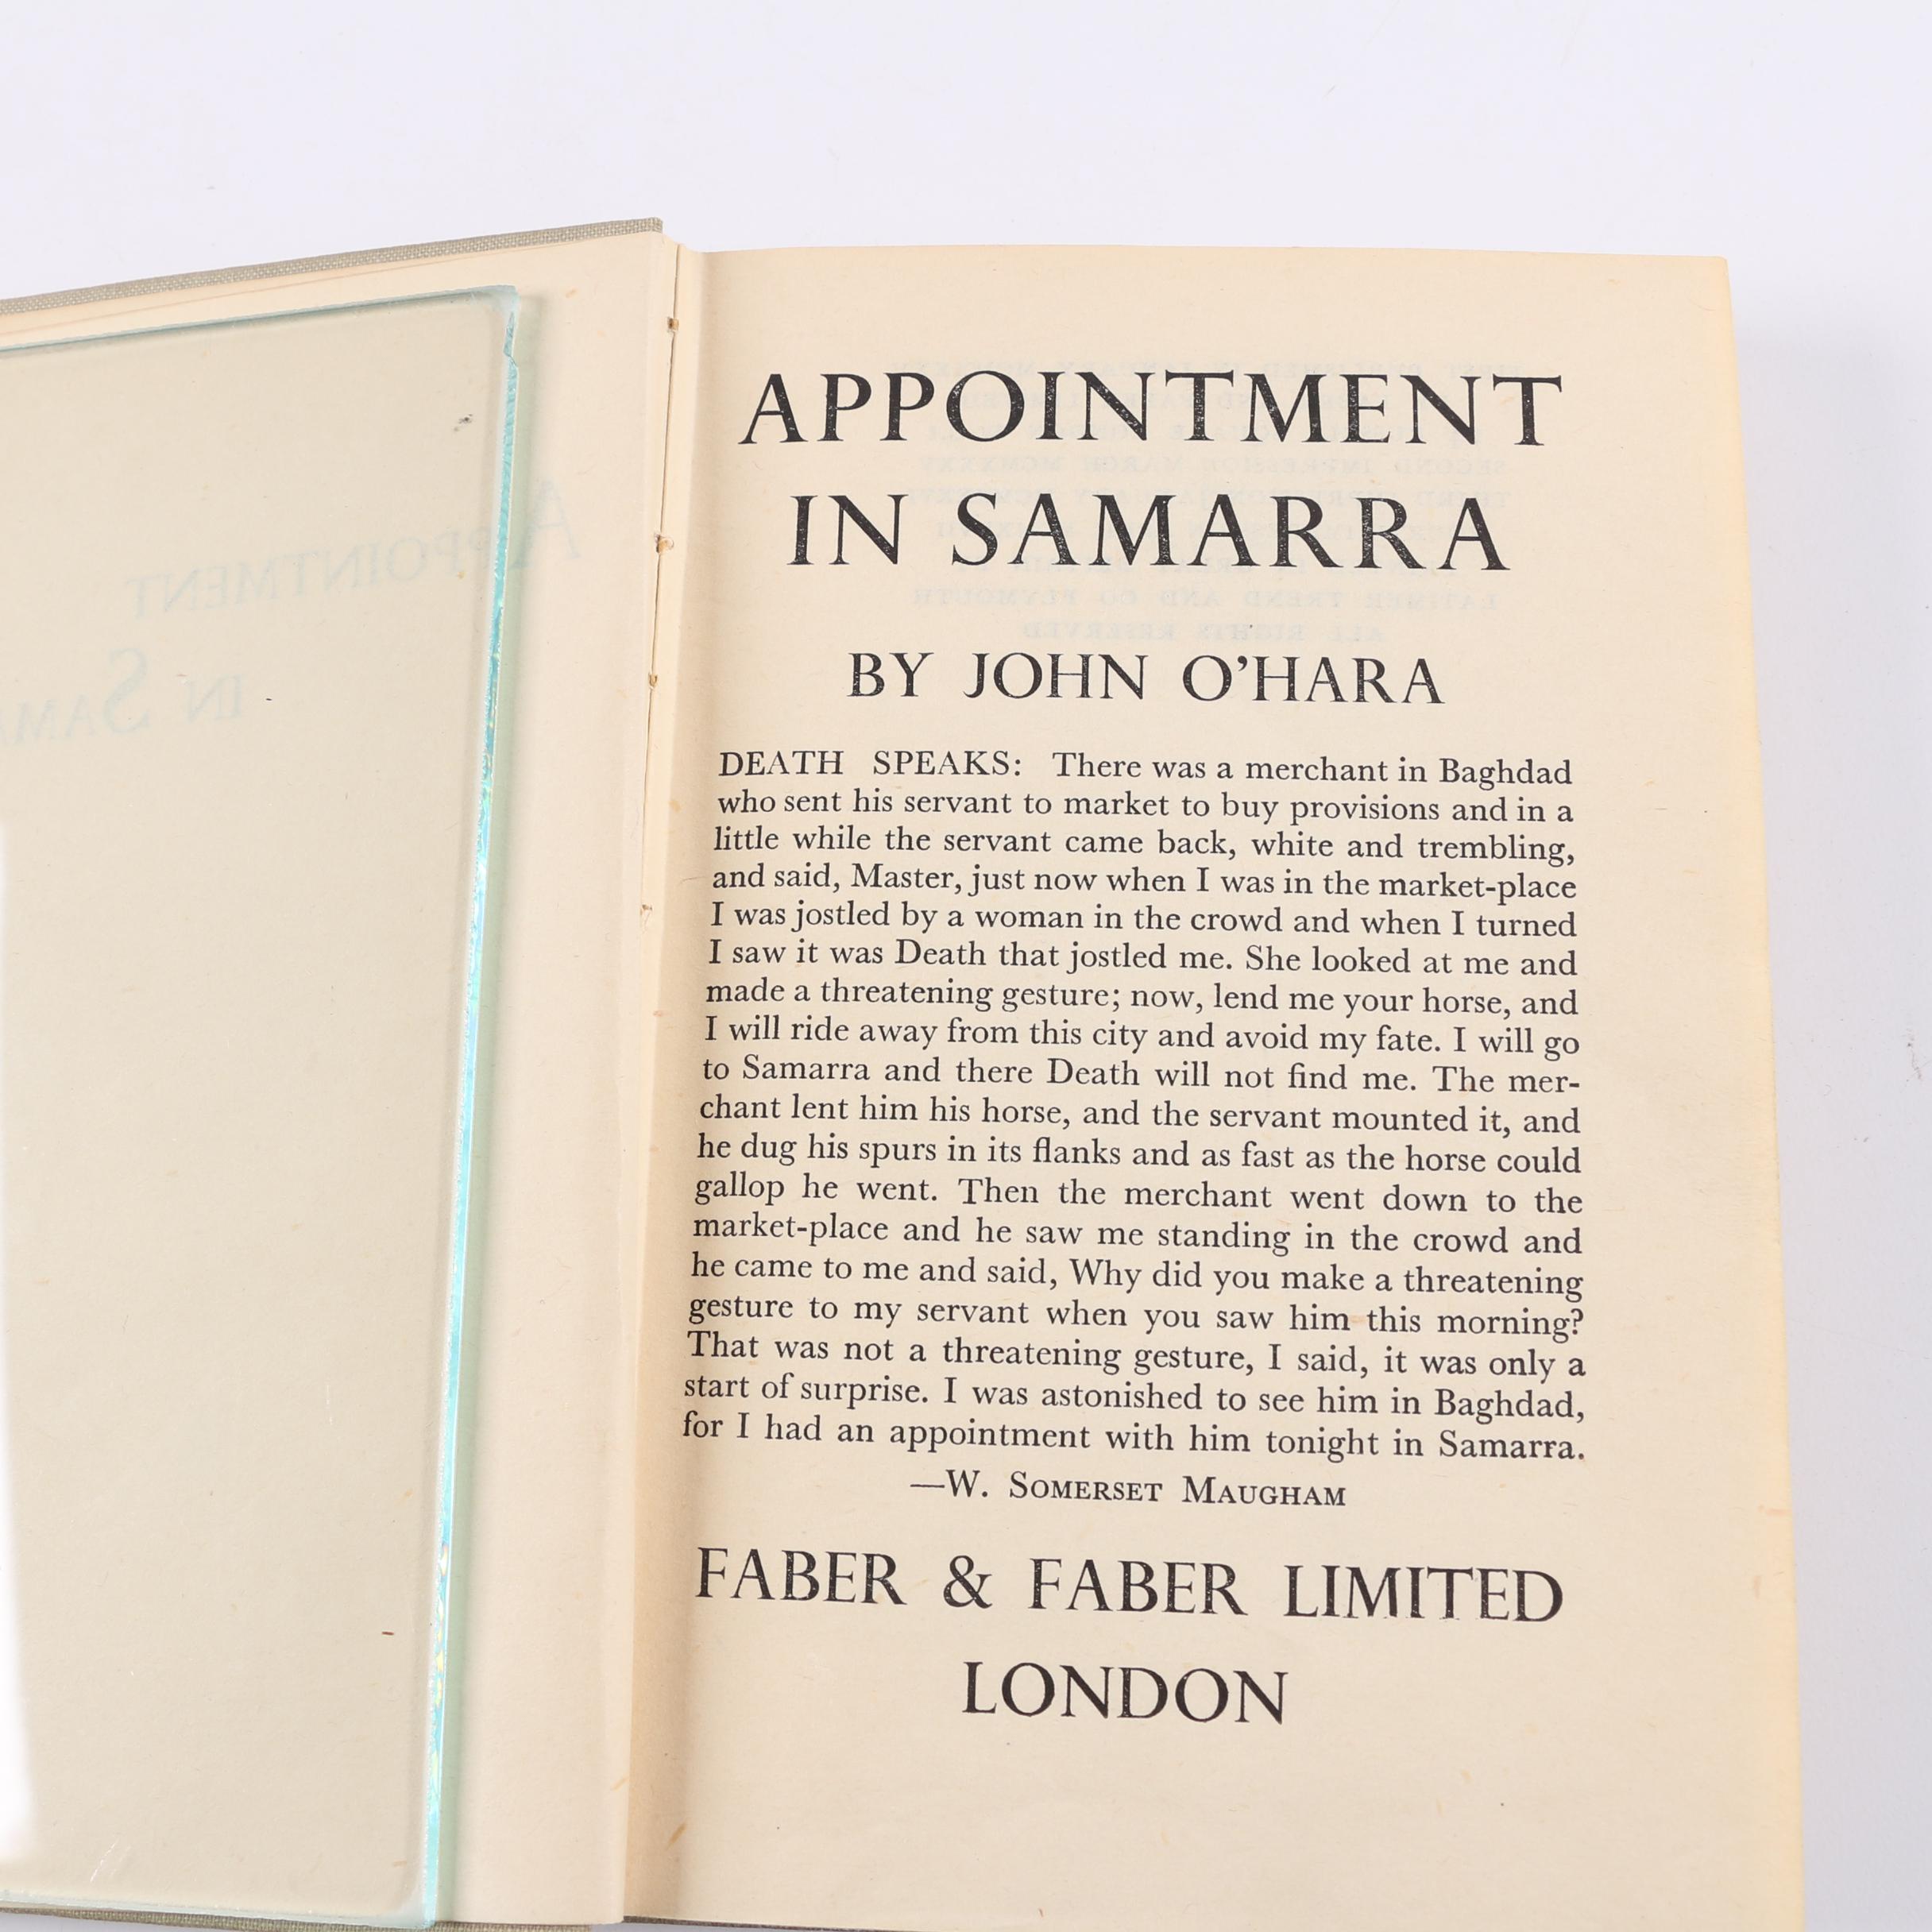 APPOINTMENT
IN SAMARRA
BY JOHN O'HARA
DEATH SPEAKS: There was a merchant in Baghdad
who sent his servant to market to buy provisions and in a
little while the servant came back, white and trembling,
and said, Master, just now when I was in the market-place
I was jostled by a woman in the crowd and when I turned
I saw it was Death that jostled me. She looked at me and
made a threatening gesture; now, lend me your horse, and
I will ride away from this city and avoid my fate. I will go
to Samarra and there Death will not find me. The mer-
chant lent him his horse, and the servant mounted it, and
he dug his spurs in its flanks and as fast as the horse could
gallop he went. Then the merchant went down to the
market-place and he saw me standing in the crowd and
he came to me and said, Why did you make a threatening
gesture to my servant when you saw him this morning?
That was not a threatening gesture, I said, it was only a
start of surprise. I was astonished to see him in Baghdad,
for I had an appointment with him tonight in Samarra.
—W. SOMERSET MAUGHAM
FABER & FABER LIMITED
LONDON